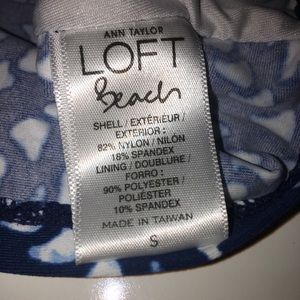 ANN TAYLOR
LOFT
Beach
SHELL / EXTÉRIEUR /
EXTERIOR :
82% NYLON / NILÓN
18% SPANDEX
LINING / DOUBLURE /
FORRO :
90% POLYESTER /
POLIÉSTER
10% SPANDEX
MADE IN TAIWAN
S